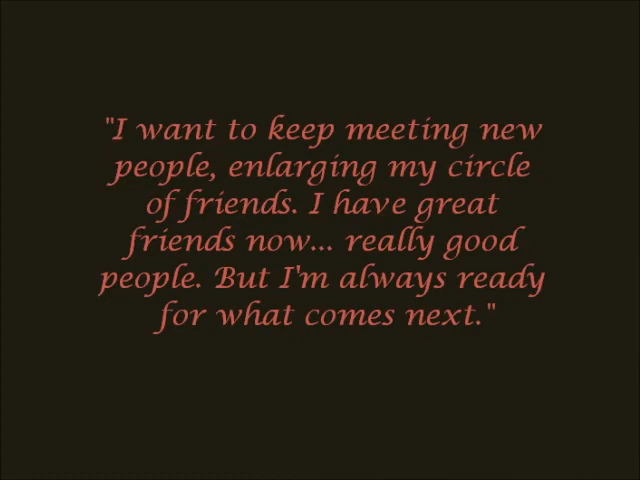 "I want to keep meeting new
people, enlarging my circle
of friends. I have great
friends now... really good
people. But I'm always ready
for what comes next."